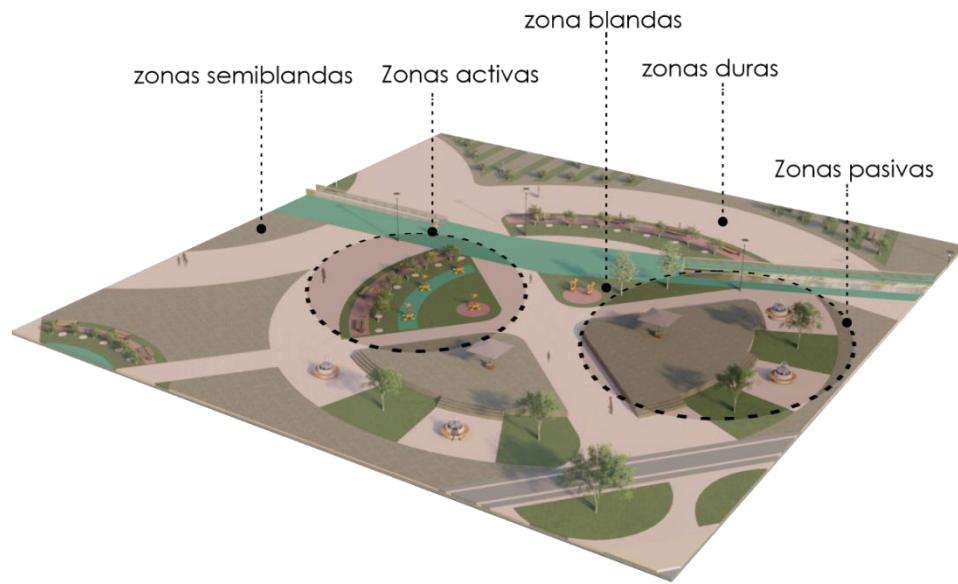 zona blandas
zonas semiblandas
Zonas activas
zonas duras
Zonas pasivas